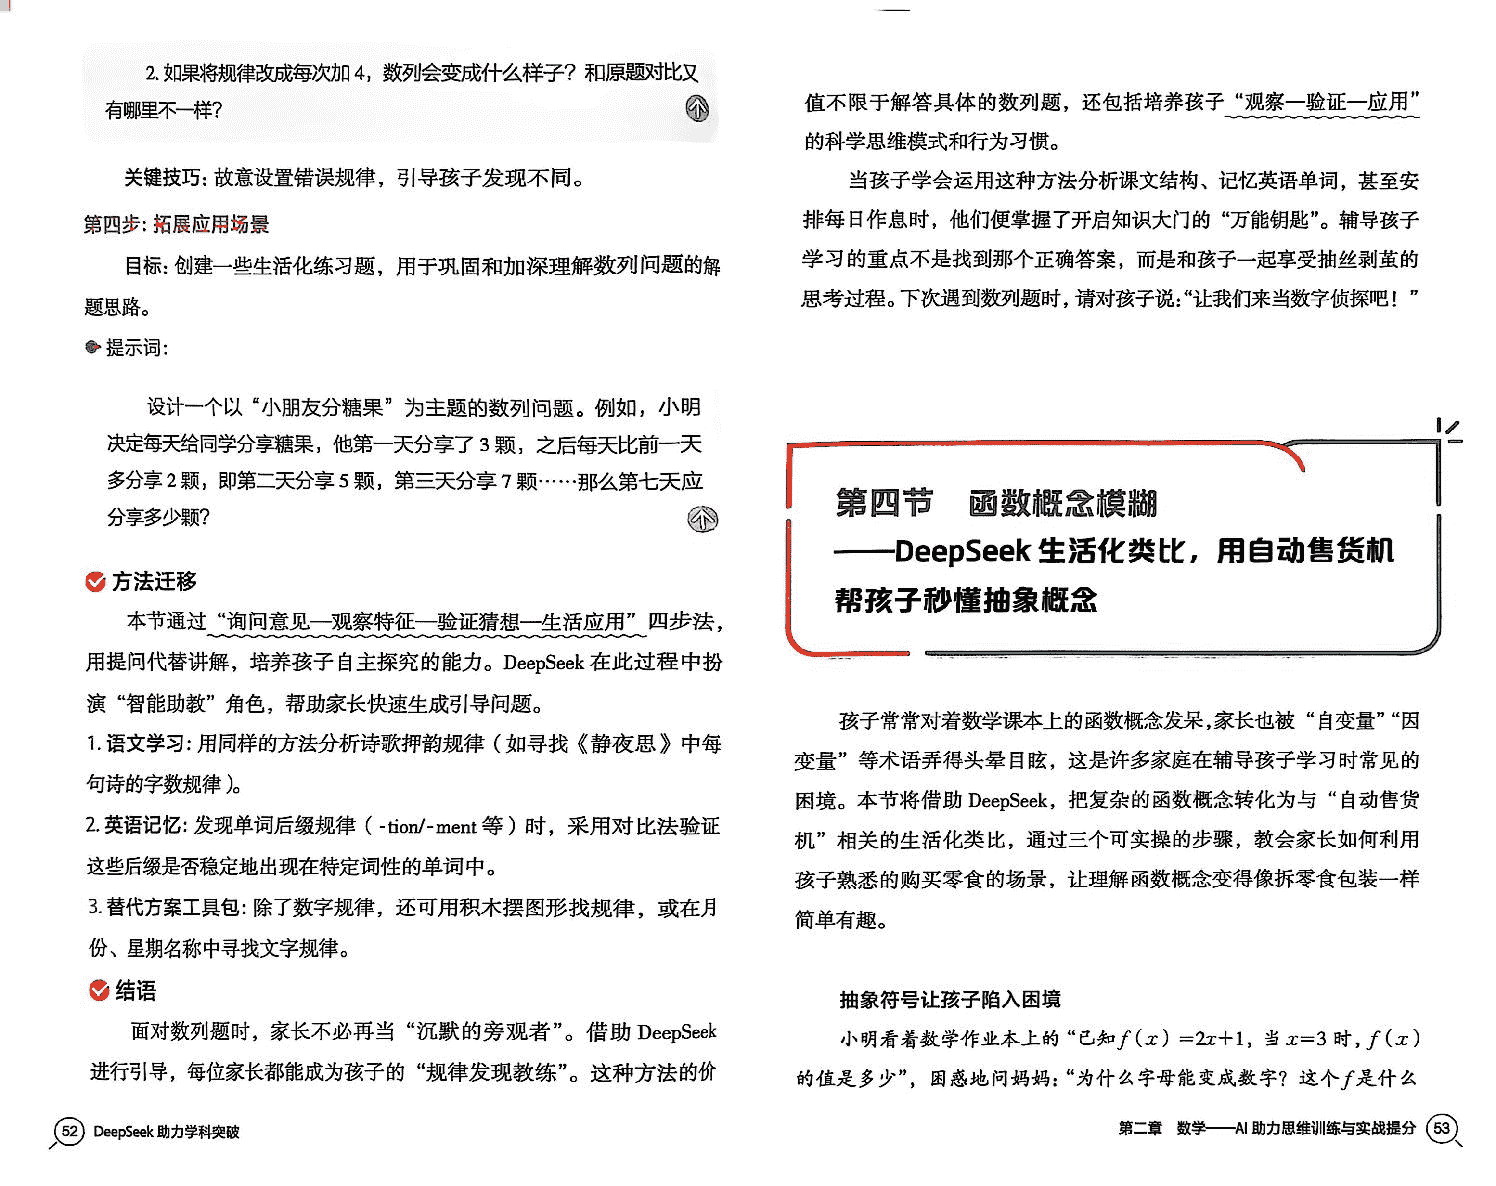 2. 如果将规律改成每次加 4，数列会变成什么样子？和原题对比又
有哪里不一样？
关键技巧：故意设置错误规律，引导孩子发现不同。
第四步：拓展应用场景
目标：创建一些生活化练习题，用于巩固和加深理解数列问题的解
题思路。
提示词：
设计一个以“小朋友分糖果”为主题的数列问题。例如，小明
决定每天给同学分享糖果，他第一天分享了 3 颗，之后每天比前一天
多分享 2 颗，即第二天分享 5 颗，第三天分享 7 颗……那么第七天应
分享多少颗？
方法迁移
本节通过“询问意见—观察特征—验证猜想—生活应用”四步法，
用提问代替讲解，培养孩子自主探究的能力。DeepSeek 在此过程中扮
演“智能助教”角色，帮助家长快速生成引导问题。
1. 语文学习：用同样的方法分析诗歌押韵规律（如寻找《静夜思》中每
句诗的字数规律）。
2. 英语记忆：发现单词后缀规律（-tion/-ment 等）时，采用对比法验证
这些后缀是否稳定地出现在特定词性的单词中。
3. 替代方案工具包：除了数字规律，还可用积木摆图形找规律，或在月
份、星期名称中寻找文字规律。
结语
面对数列题时，家长不必再当“沉默的旁观者”。借助 DeepSeek
进行引导，每位家长都能成为孩子的“规律发现教练”。这种方法的价
52 DeepSeek 助力学科突破
值不限于解答具体的数列题，还包括培养孩子“观察—验证—应用”
的科学思维模式和行为习惯。
当孩子学会运用这种方法分析课文结构、记忆英语单词，甚至安
排每日作息时，他们便掌握了开启知识大门的“万能钥匙”。辅导孩子
学习的重点不是找到那个正确答案，而是和孩子一起享受抽丝剥茧的
思考过程。下次遇到数列题时，请对孩子说：“让我们来当数字侦探吧！”
第四节 函数概念模糊
——DeepSeek 生活化类比，用自动售货机
帮孩子秒懂抽象概念
孩子常常对着数学课本上的函数概念发呆，家长也被“自变量”“因
变量”等术语弄得头晕目眩，这是许多家庭在辅导孩子学习时常见的
困境。本节将借助 DeepSeek，把复杂的函数概念转化为与“自动售货
机”相关的生活化类比，通过三个可实操的步骤，教会家长如何利用
孩子熟悉的购买零食的场景，让理解函数概念变得像拆零食包装一样
简单有趣。
抽象符号让孩子陷入困境
小明看着数学作业本上的“已知 f（x）=2x+1，当 x=3 时，f（x）
的值是多少”，困惑地问妈妈：“为什么字母能变成数字？这个 f 是什么
第二章 数学——AI 助力思维训练与实战提分 53